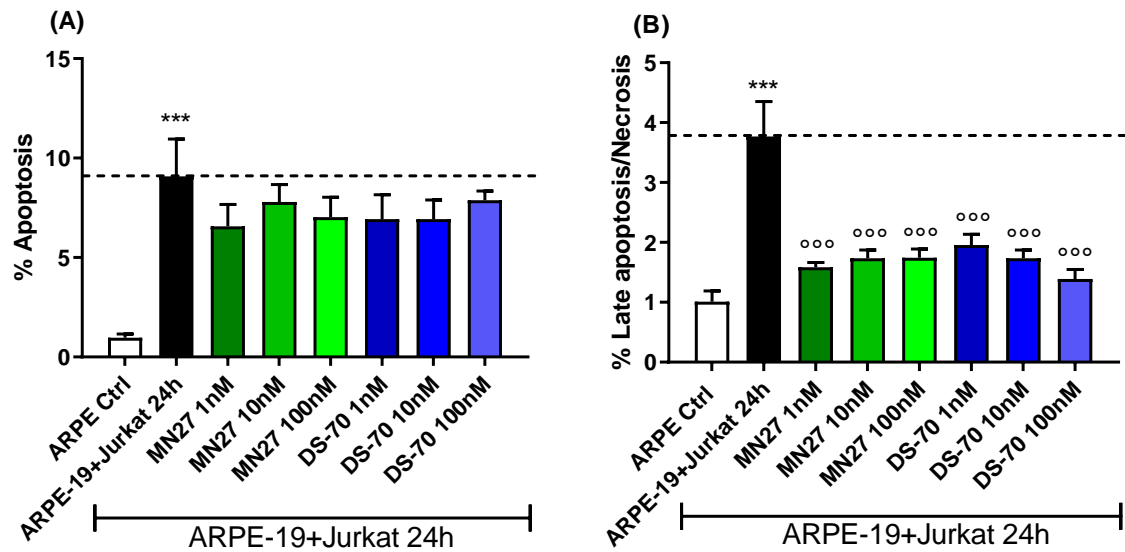 (A)
% Apoptosis
15
10
5
0
***
ARPE Ctrl
ARPE-19+Jurkat 24h
MN27 1nM
MN27 10nM
MN27 100nM
DS-70 1nM
DS-70 10nM
DS-70 100nM
ARPE-19+Jurkat 24h
(B)
% Late apoptosis/Necrosis
5
4
3
2
1
0
***
°°°
°°°
°°°
°°°
°°°
°°°
ARPE Ctrl
ARPE-19+Jurkat 24h
MN27 1nM
MN27 10nM
MN27 100nM
DS-70 1nM
DS-70 10nM
DS-70 100nM
ARPE-19+Jurkat 24h